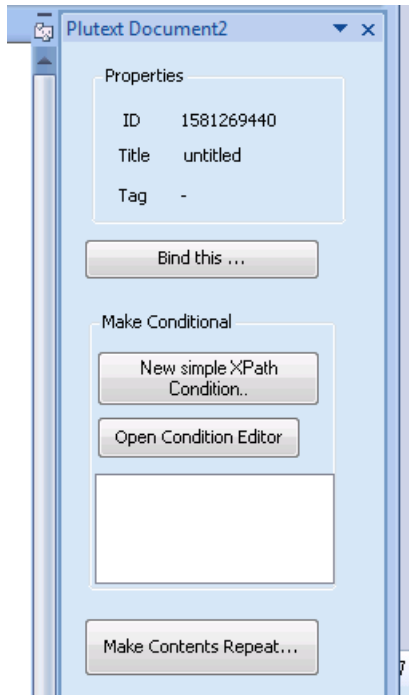 Plutext Document2
Properties
ID 1581269440
Title untitled
Tag -
Bind this ...
Make Conditional
New simple XPath
Condition..
Open Condition Editor
Make Contents Repeat...